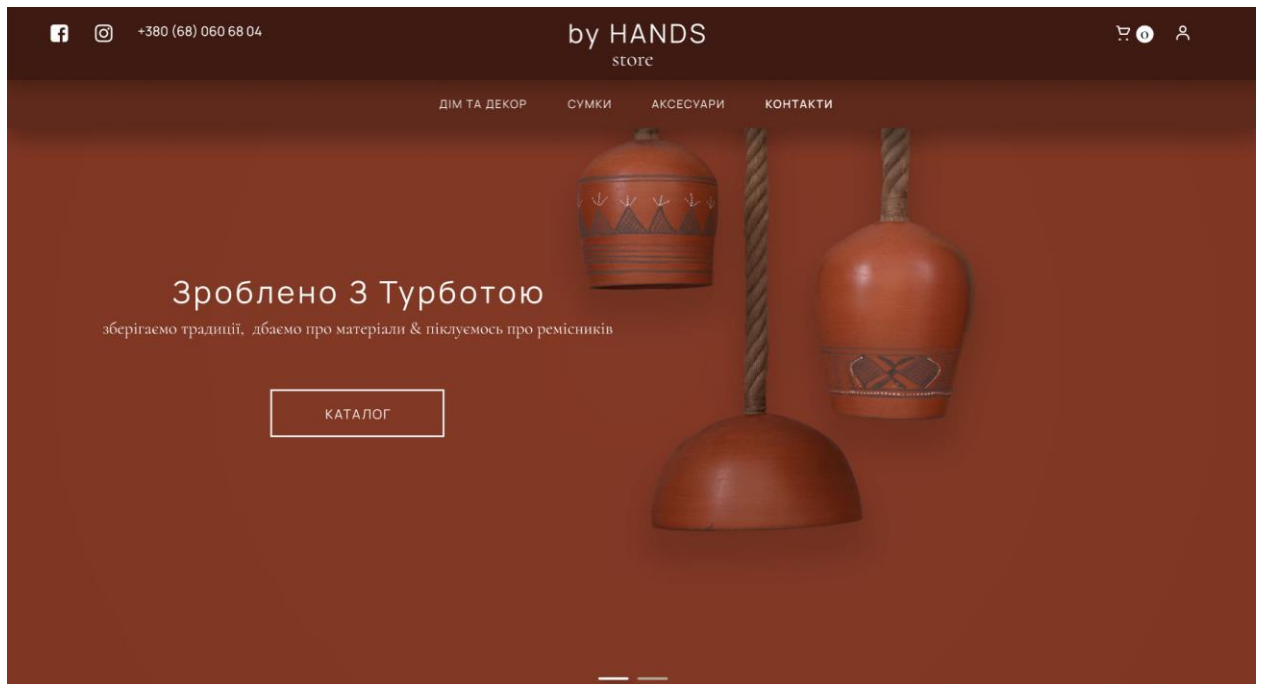 +380 (68) 060 68 04
by HANDS
store
0
ДІМ ТА ДЕКОР СУМКИ АКСЕСУАРИ КОНТАКТИ
Зроблено З Турботою
зберігаємо традиції, дбаємо про матеріали & піклуємось про ремісників
КАТАЛОГ